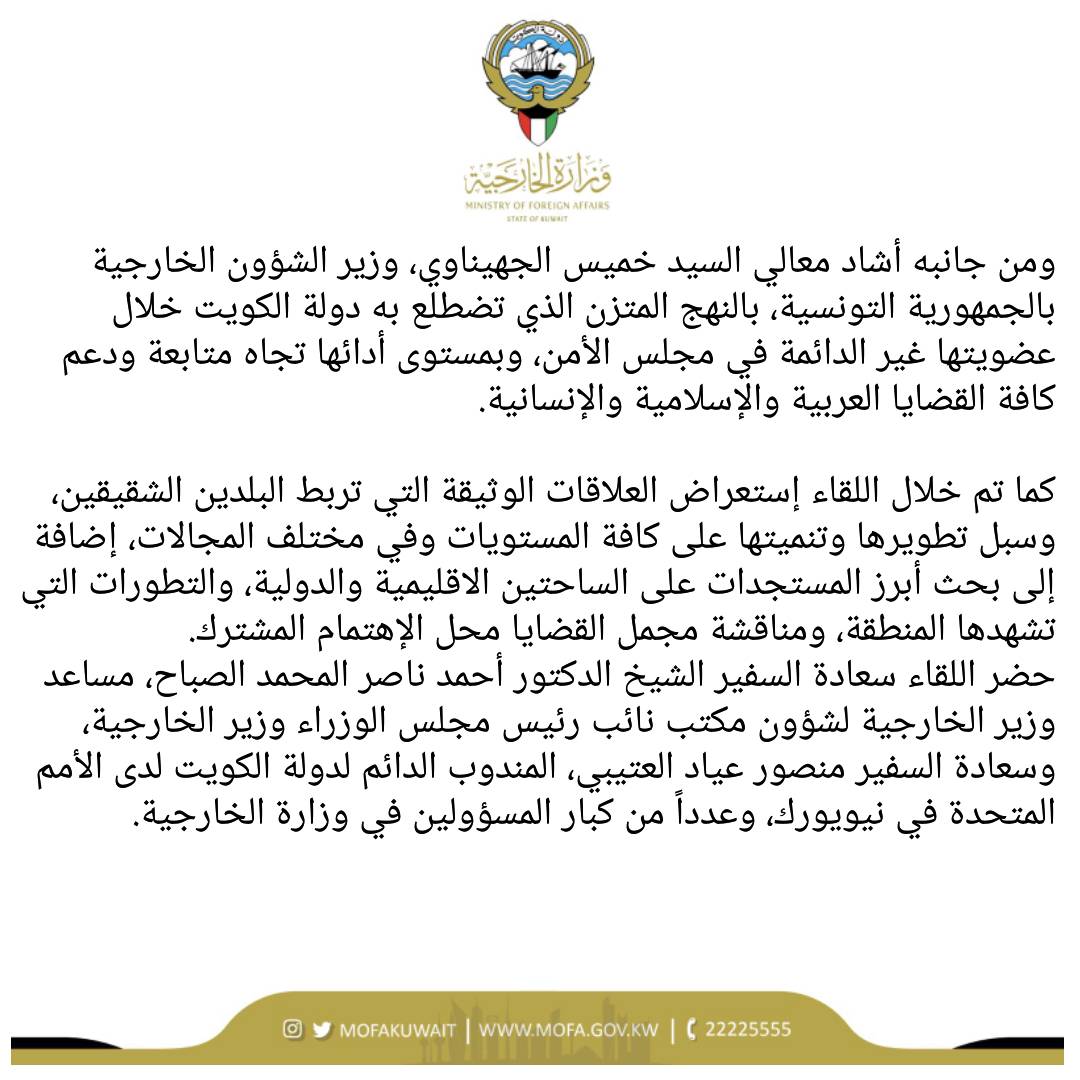 دولة الكويت
وزارة الخارجية
MINISTRY OF FOREIGN AFFAIRS
STATE OF KUWAIT
ومن جانبه أشاد معالي السيد خميس الجهيناوي، وزير الشؤون الخارجية
بالجمهورية التونسية، بالنهج المتزن الذي تضطلع به دولة الكويت خلال
عضويتها غير الدائمة في مجلس الأمن، وبمستوى أدائها تجاه متابعة ودعم
كافة القضايا العربية والإسلامية والإنسانية.
كما تم خلال اللقاء إستعراض العلاقات الوثيقة التي تربط البلدين الشقيقين،
وسبل تطويرها وتنميتها على كافة المستويات وفي مختلف المجالات، إضافة
إلى بحث أبرز المستجدات على الساحتين الاقليمية والدولية، والتطورات التي
تشهدها المنطقة، ومناقشة مجمل القضايا محل الإهتمام المشترك.
حضر اللقاء سعادة السفير الشيخ الدكتور أحمد ناصر المحمد الصباح، مساعد
وزير الخارجية لشؤون مكتب نائب رئيس مجلس الوزراء وزير الخارجية،
وسعادة السفير منصور عياد العتيبي، المندوب الدائم لدولة الكويت لدى الأمم
المتحدة في نيويورك، وعدداً من كبار المسؤولين في وزارة الخارجية.
MOFAKUWAIT | WWW.MOFA.GOV.KW | 22225555